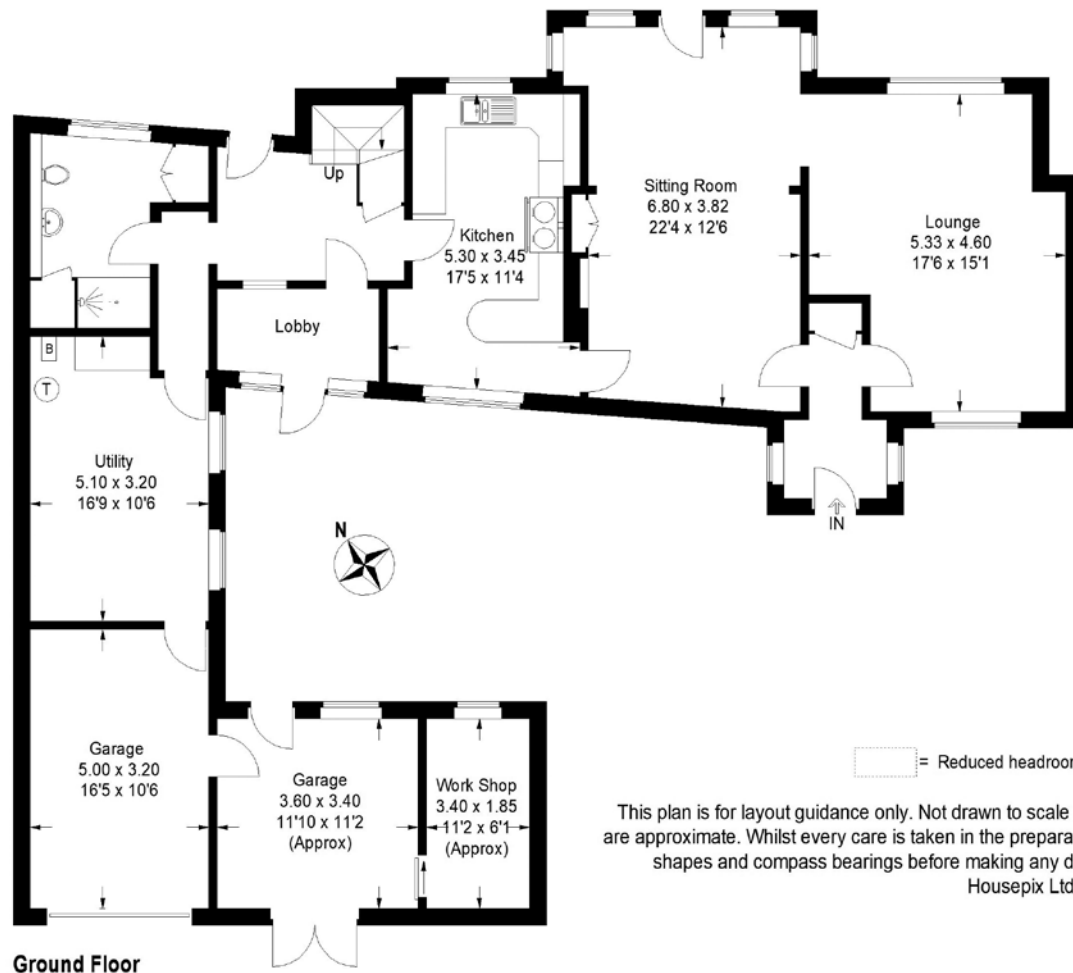 Up
Kitchen
5.30 x 3.45
17'5 x 11'4
Sitting Room
6.80 x 3.82
22'4 x 12'6
Lounge
5.33 x 4.60
17'6 x 15'1
Lobby
B
T
Utility
5.10 x 3.20
16'9 x 10'6
N
IN
Garage
5.00 x 3.20
16'5 x 10'6
Garage
3.60 x 3.40
11'10 x 11'2
(Approx)
Work Shop
3.40 x 1.85
11'2 x 6'1
(Approx)
= Reduced headroom
This plan is for layout guidance only. Not drawn to scale
are approximate. Whilst every care is taken in the prepara
shapes and compass bearings before making any d
Housepix Ltd
Ground Floor